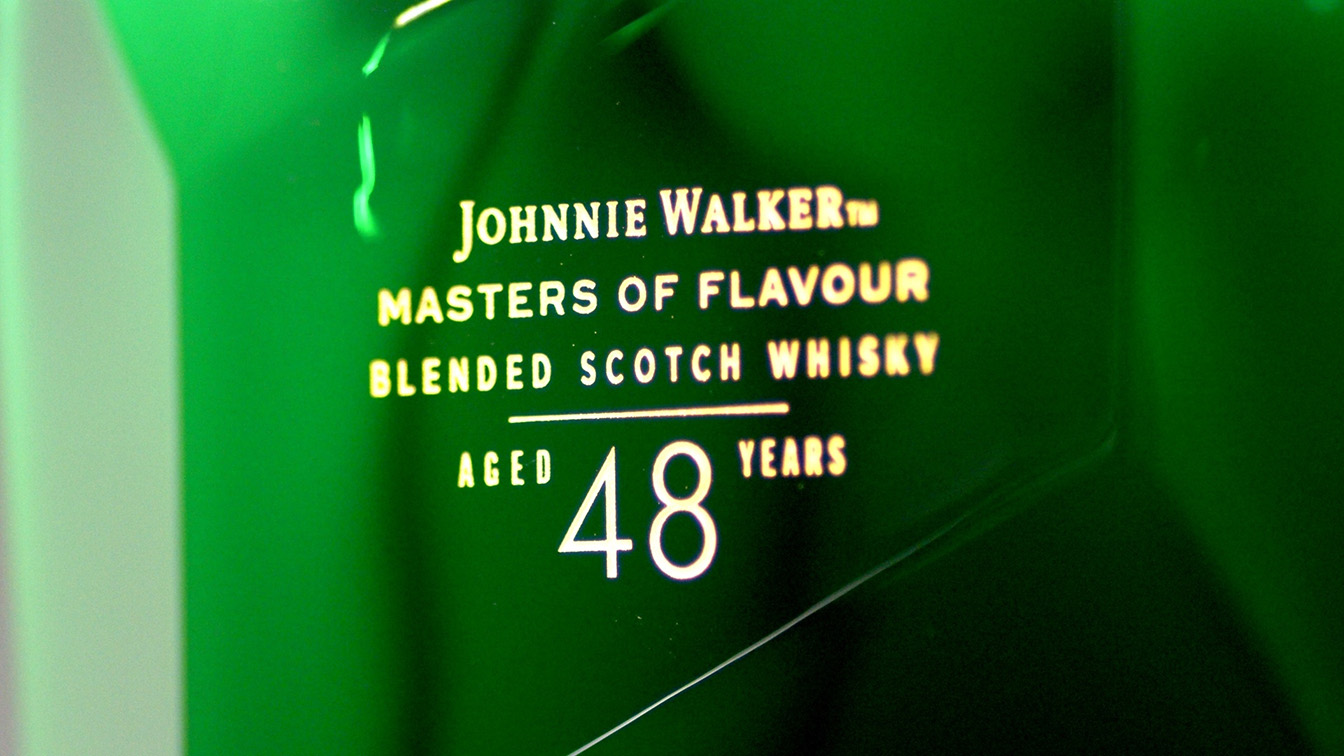 JOHNNIE WALKER™
MASTERS OF FLAVOUR
BLENDED SCOTCH WHISKY
AGED 48 YEARS